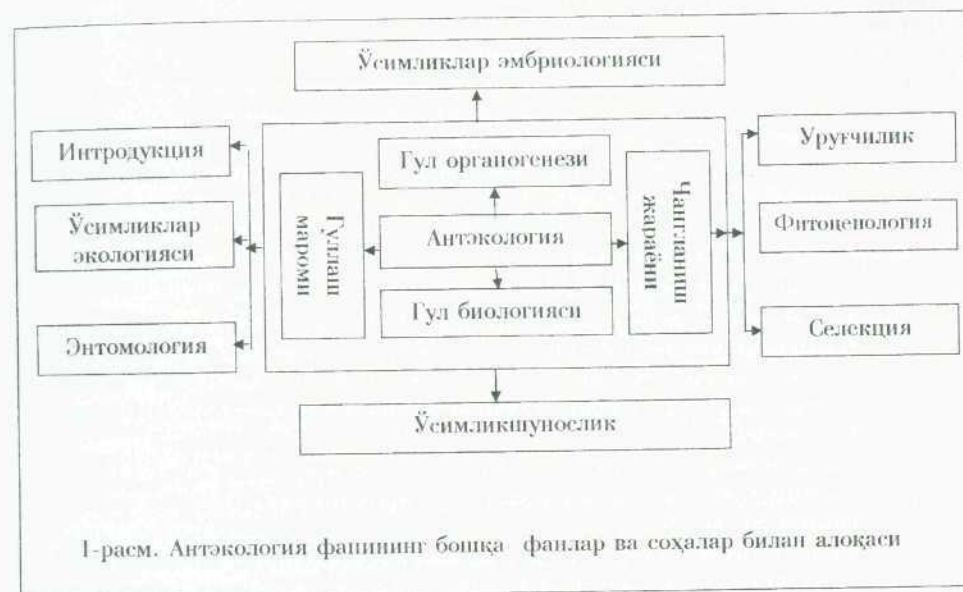 Ўсимликлар эмбриологияси
Интродукция
Ўсимликлар
экологияси
Энтомология
Гуллаш
мароми
Гул органогенези
Антэкология
Гул биологияси
Чангланиш
жараёни
Уруғчилик
Фитоценология
Селекция
Ўсимликшунослик
1-расм. Антэкология фанининг бошқа фанлар ва соҳалар билан алоқаси